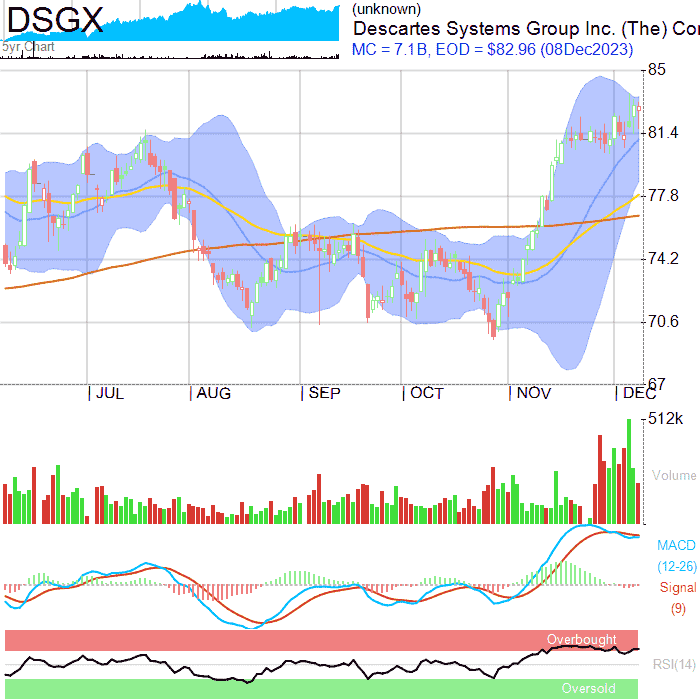 DSGX
5yr Chart
(unknown)
Descartes Systems Group Inc. (The) Cor
MC = 7.1B, EOD = $82.96 (08Dec2023)
85
81.4
77.8
74.2
70.6
67
JUL AUG SEP OCT NOV DEC
512k
Volume
MACD
(12-26)
Signal
(9)
Overbought
RSI(14)
Oversold